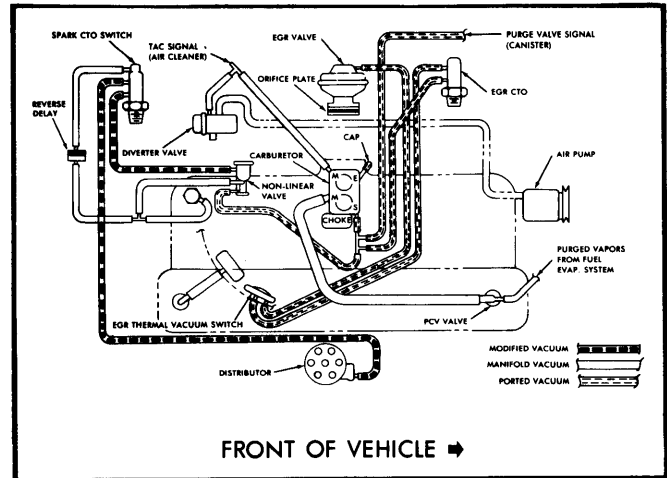 SPARK CTO SWITCH
TAC SIGNAL
(AIR CLEANER)
EGR VALVE
PURGE VALVE SIGNAL
(CANISTER)
ORIFICE PLATE
EGR CTO
REVERSE
DELAY
DIVERTER VALVE
CARBURETOR
CAP
AIR PUMP
NON-LINEAR
VALVE
M E
M S
CHOKE
PURGED VAPORS
FROM FUEL
EVAP. SYSTEM
EGR THERMAL VACUUM SWITCH
PCV VALVE
DISTRIBUTOR
MODIFIED VACUUM
MANIFOLD VACUUM
PORTED VACUUM
FRONT OF VEHICLE